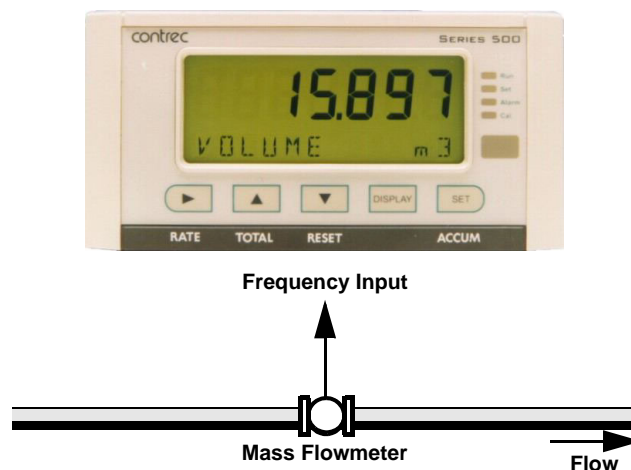 contrec SERIES 500
15.897
VOLUME m3
Run
Set
Alarm
Cal
DISPLAY SET
RATE TOTAL RESET ACCUM
Frequency Input
Mass Flowmeter
Flow